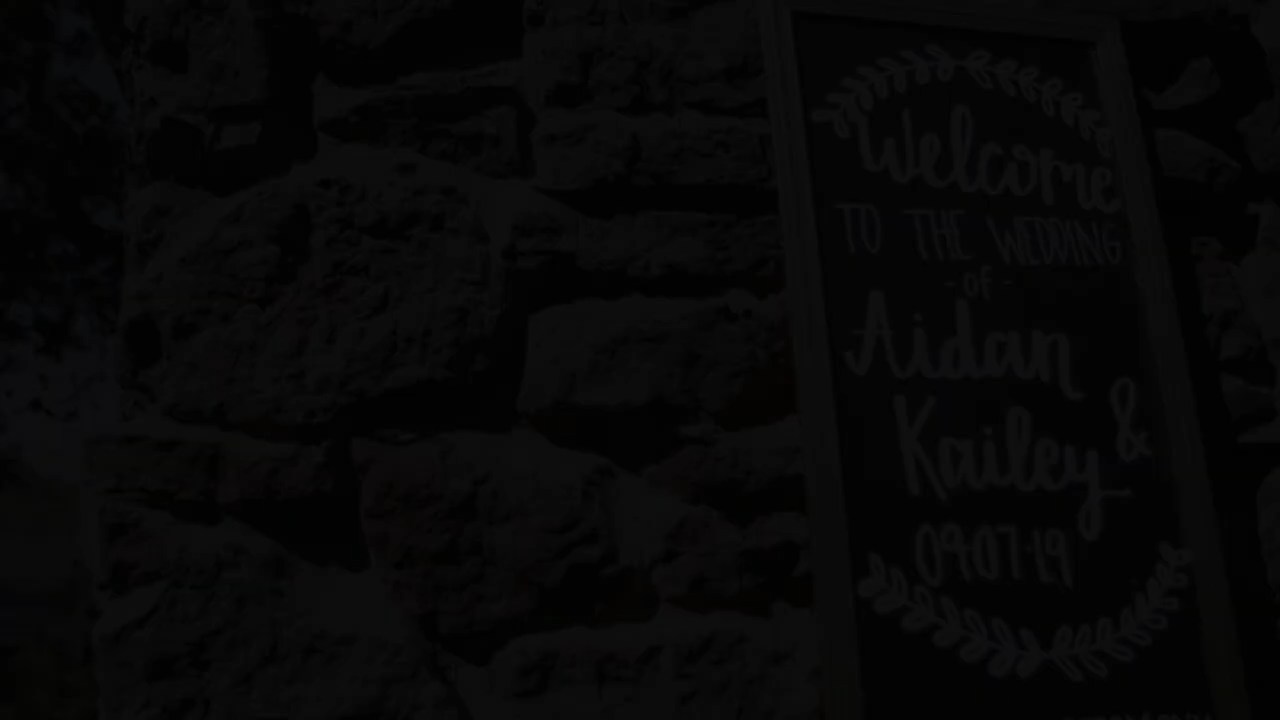 Welcome
TO THE WEDDING
- OF -
Aidan
&
Kailey
09·07·19